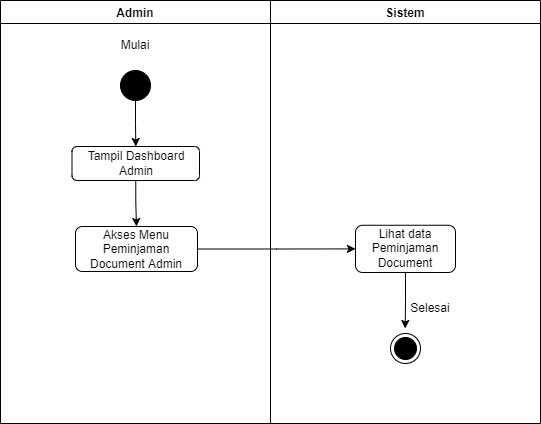 Admin
Sistem
Mulai
Tampil Dashboard
Admin
Akses Menu
Peminjaman
Document Admin
Lihat data
Peminjaman
Document
Selesai